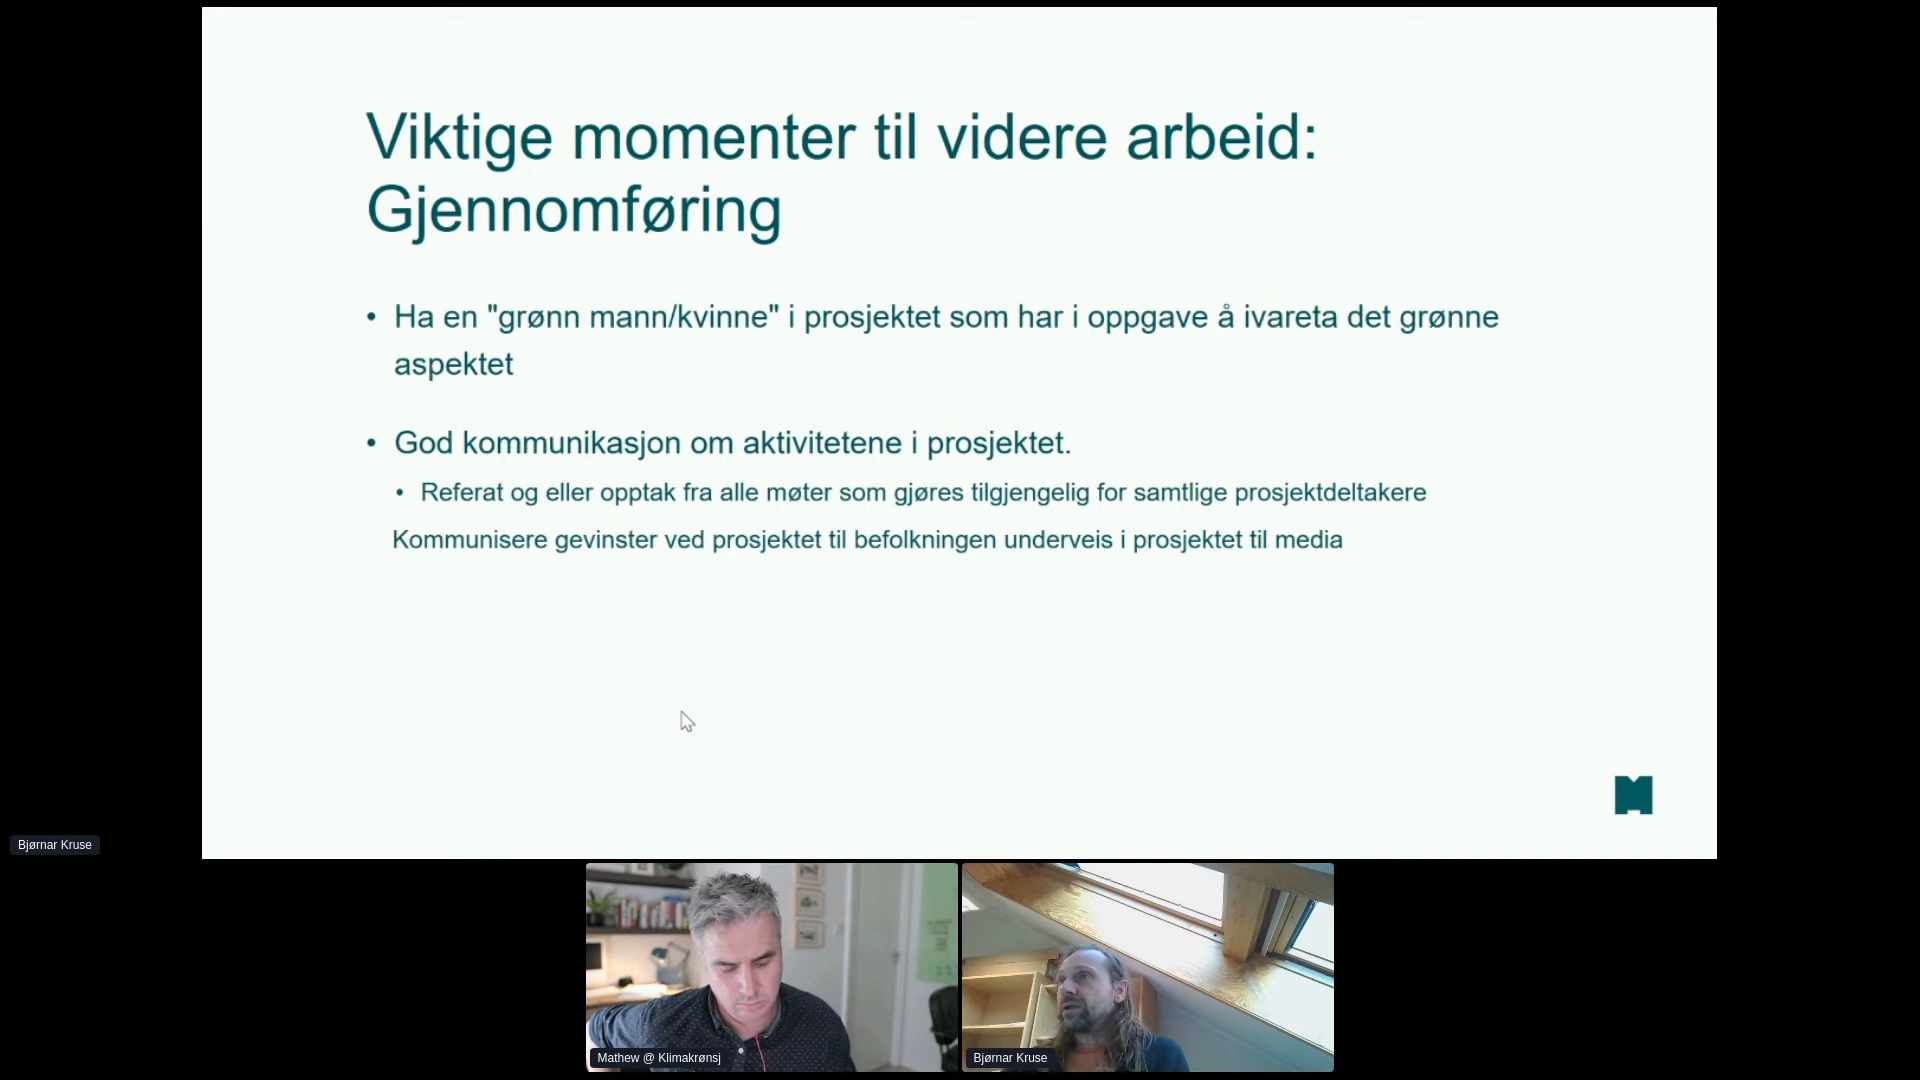 Viktige momenter til videre arbeid:
Gjennomføring
• Ha en "grønn mann/kvinne" i prosjektet som har i oppgave å ivareta det grønne
aspektet
• God kommunikasjon om aktivitetene i prosjektet.
• Referat og eller opptak fra alle møter som gjøres tilgjengelig for samtlige prosjektdeltakere
Kommunisere gevinster ved prosjektet til befolkningen underveis i prosjektet til media
Bjørnar Kruse
Mathew @ Klimakrønsj
Bjørnar Kruse